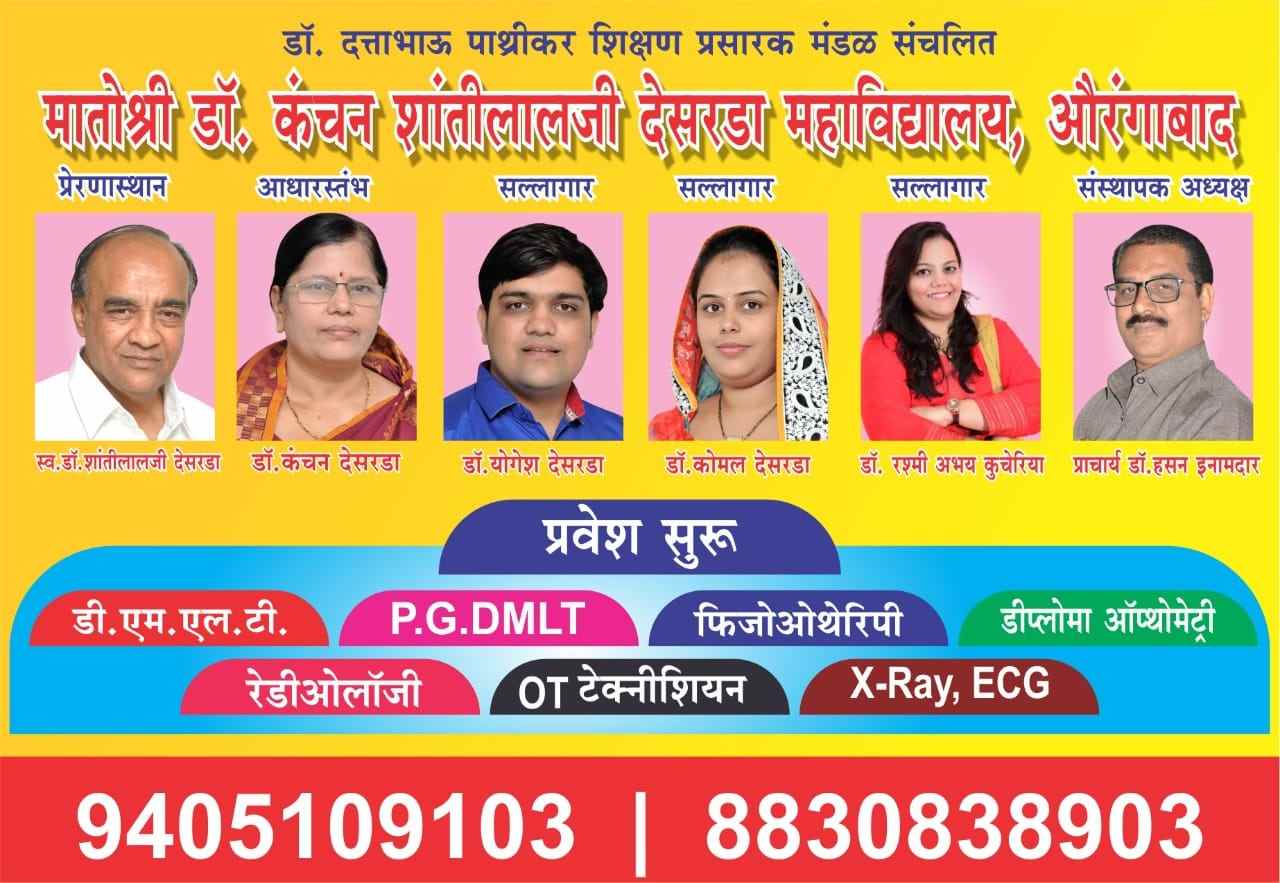 डॉ. दत्ताभाऊ पाथ्रीकर शिक्षण प्रसारक मंडळ संचलित
मातोश्री डॉ. कंचन शांतीलालजी देसरडा महाविद्यालय, औरंगाबाद
प्रेरणास्थान आधारस्तंभ सल्लागार सल्लागार सल्लागार संस्थापक अध्यक्ष
स्व.डॉ.शांतीलालजी देसरडा डॉ.कंचन देसरडा डॉ.योगेश देसरडा डॉ.कोमल देसरडा डॉ. रश्मी अभय कुचेरिया प्राचार्य डॉ.हसन इनामदार
प्रवेश सुरू
डी.एम.एल.टी. P.G.DMLT फिजोओथेरिपी डीप्लोमा ऑप्थोमेट्री
रेडीओलॉजी OT टेक्नीशियन X-Ray, ECG
9405109103 | 8830838903